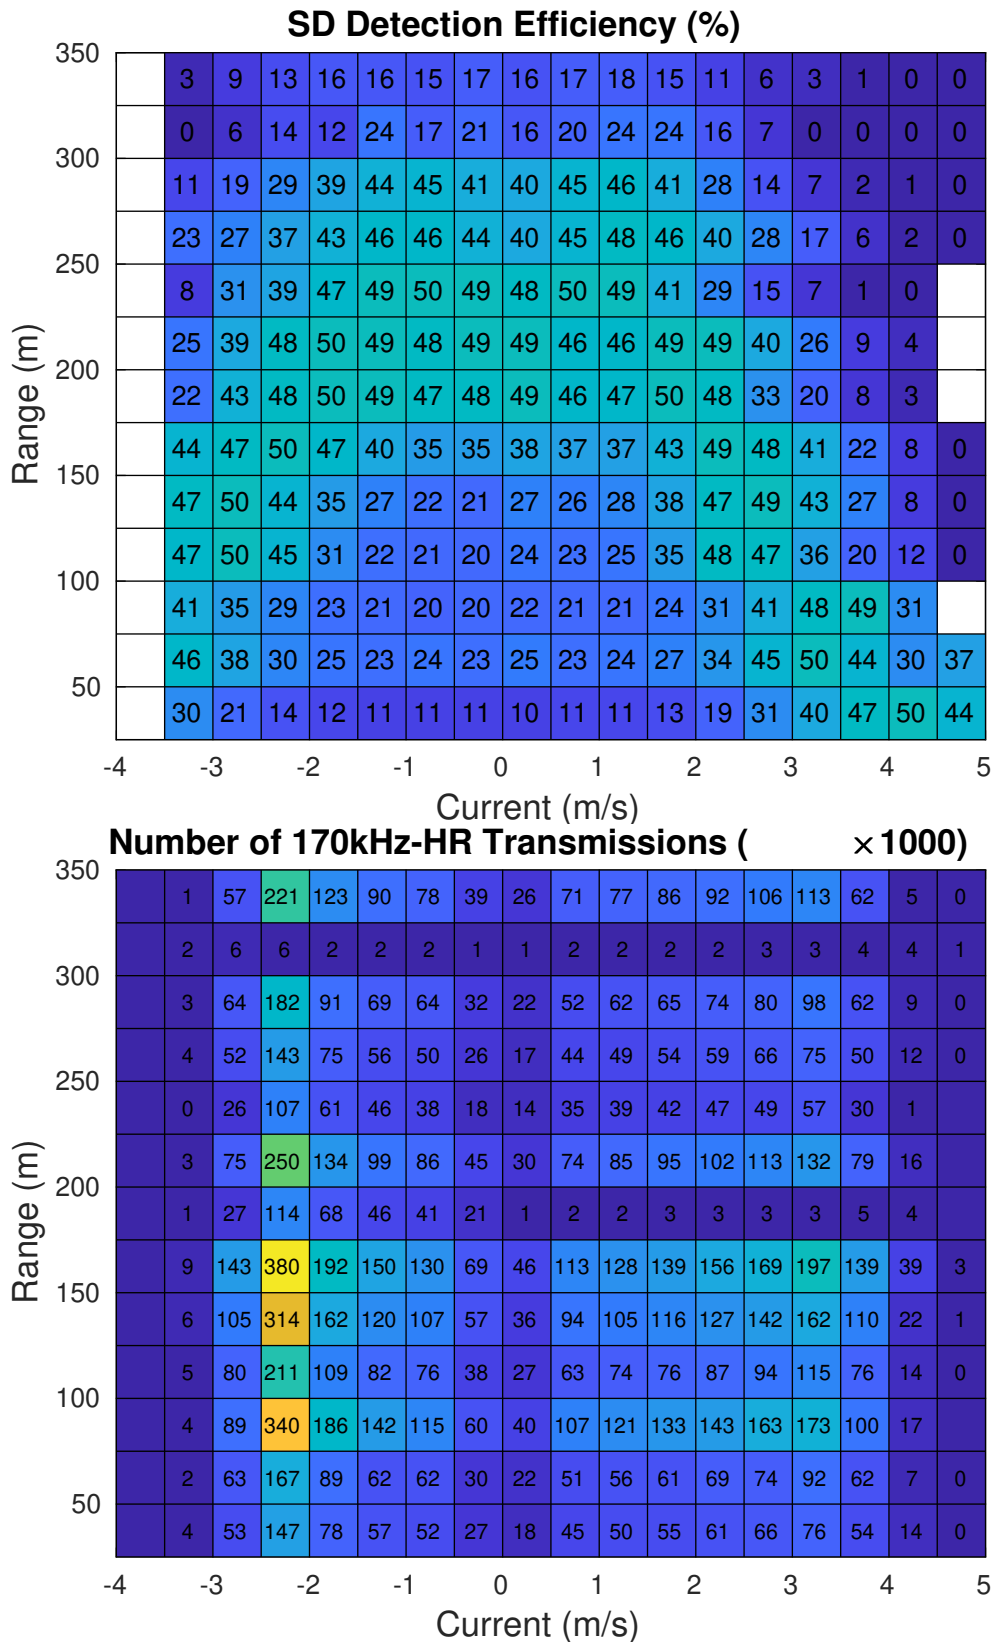 SD Detection Efficiency (%)
350
3 9 13 16 16 15 17 16 17 18 15 11 6 3 1 0 0
0 6 14 12 24 17 21 16 20 24 24 16 7 0 0 0 0
300
11 19 29 39 44 45 41 40 45 46 41 28 14 7 2 1 0
23 27 37 43 46 46 44 40 45 48 46 40 28 17 6 2 0
250
8 31 39 47 49 50 49 48 50 49 41 29 15 7 1 0
25 39 48 50 49 48 49 49 46 46 49 49 40 26 9 4
200
22 43 48 50 49 47 48 49 46 47 50 48 33 20 8 3
44 47 50 47 40 35 35 38 37 37 43 49 48 41 22 8 0
150
47 50 44 35 27 22 21 27 26 28 38 47 49 43 27 8 0
47 50 45 31 22 21 20 24 23 25 35 48 47 36 20 12 0
100
41 35 29 23 21 20 20 22 21 21 24 31 41 48 49 31
46 38 30 25 23 24 23 25 23 24 27 34 45 50 44 30 37
50
30 21 14 12 11 11 11 10 11 11 13 19 31 40 47 50 44
Range (m)
-4 -3 -2 -1 0 1 2 3 4 5
Current (m/s)
Number of 170kHz-HR Transmissions ( ×1000)
350
1 57 221 123 90 78 39 26 71 77 86 92 106 113 62 5 0
2 6 6 2 2 2 1 1 2 2 2 2 3 3 4 4 1
300
3 64 182 91 69 64 32 22 52 62 65 74 80 98 62 9 0
4 52 143 75 56 50 26 17 44 49 54 59 66 75 50 12 0
250
0 26 107 61 46 38 18 14 35 39 42 47 49 57 30 1
3 75 250 134 99 86 45 30 74 85 95 102 113 132 79 16
200
1 27 114 68 46 41 21 1 2 2 3 3 3 3 5 4
9 143 380 192 150 130 69 46 113 128 139 156 169 197 139 39 3
150
6 105 314 162 120 107 57 36 94 105 116 127 142 162 110 22 1
5 80 211 109 82 76 38 27 63 74 76 87 94 115 76 14 0
100
4 89 340 186 142 115 60 40 107 121 133 143 163 173 100 17
2 63 167 89 62 62 30 22 51 56 61 69 74 92 62 7 0
50
4 53 147 78 57 52 27 18 45 50 55 61 66 76 54 14 0
Range (m)
-4 -3 -2 -1 0 1 2 3 4 5
Current (m/s)